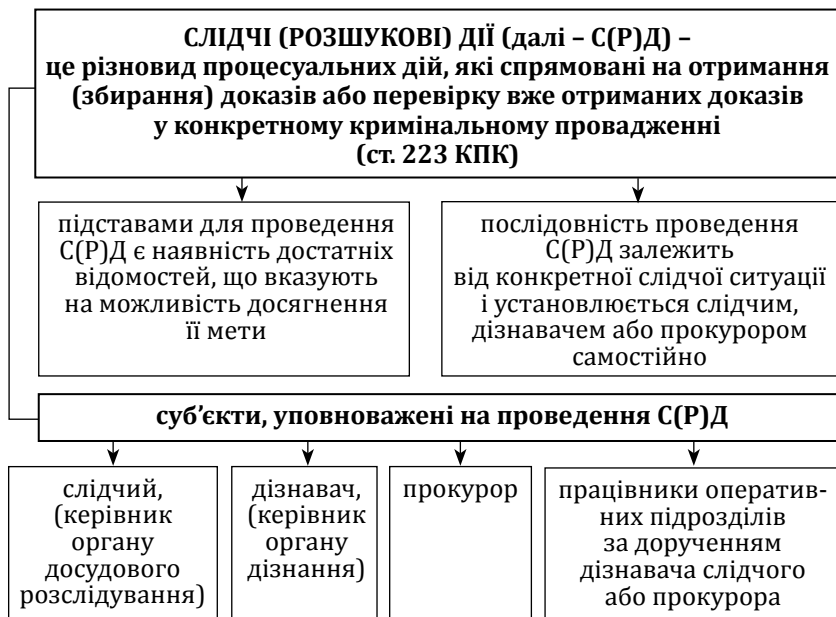 СЛІДЧІ (РОЗШУКОВІ) ДІЇ (далі – С(Р)Д) –
це різновид процесуальних дій, які спрямовані на отримання
(збирання) доказів або перевірку вже отриманих доказів
у конкретному кримінальному провадженні
(ст. 223 КПК)
підставами для проведення
С(Р)Д є наявність достатніх
відомостей, що вказують
на можливість досягнення
її мети
послідовність проведення
С(Р)Д залежить
від конкретної слідчої ситуації
і установлюється слідчим,
дізнавачем або прокурором
самостійно
суб’єкти, уповноважені на проведення С(Р)Д
слідчий,
(керівник
органу
досудового
розслідування)
дізнавач,
(керівник
органу
дізнання)
прокурор
працівники оператив-
них підрозділів
за дорученням
дізнавача слідчого
або прокурора